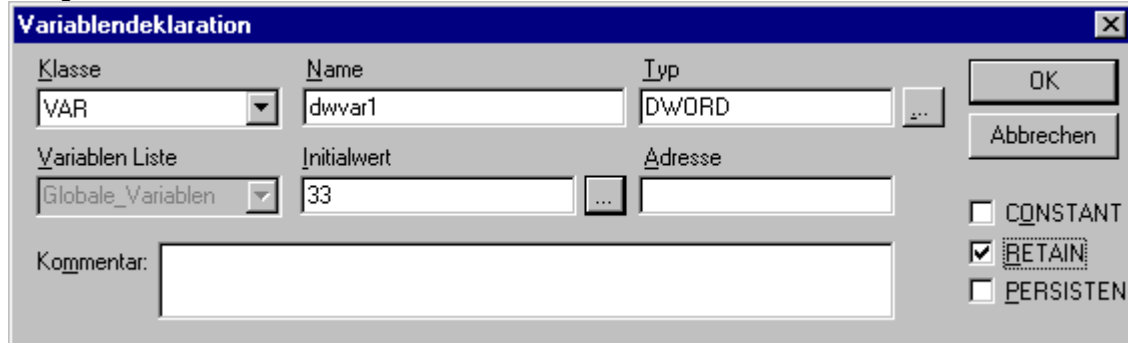 Variablendeklaration
Klasse Name Typ
VAR dwvar1 DWORD ... OK
Abbrechen
Variablen Liste Initialwert Adresse
Globale_Variablen 33 ...
CONSTANT
Kommentar: RETAIN
PERSISTEN